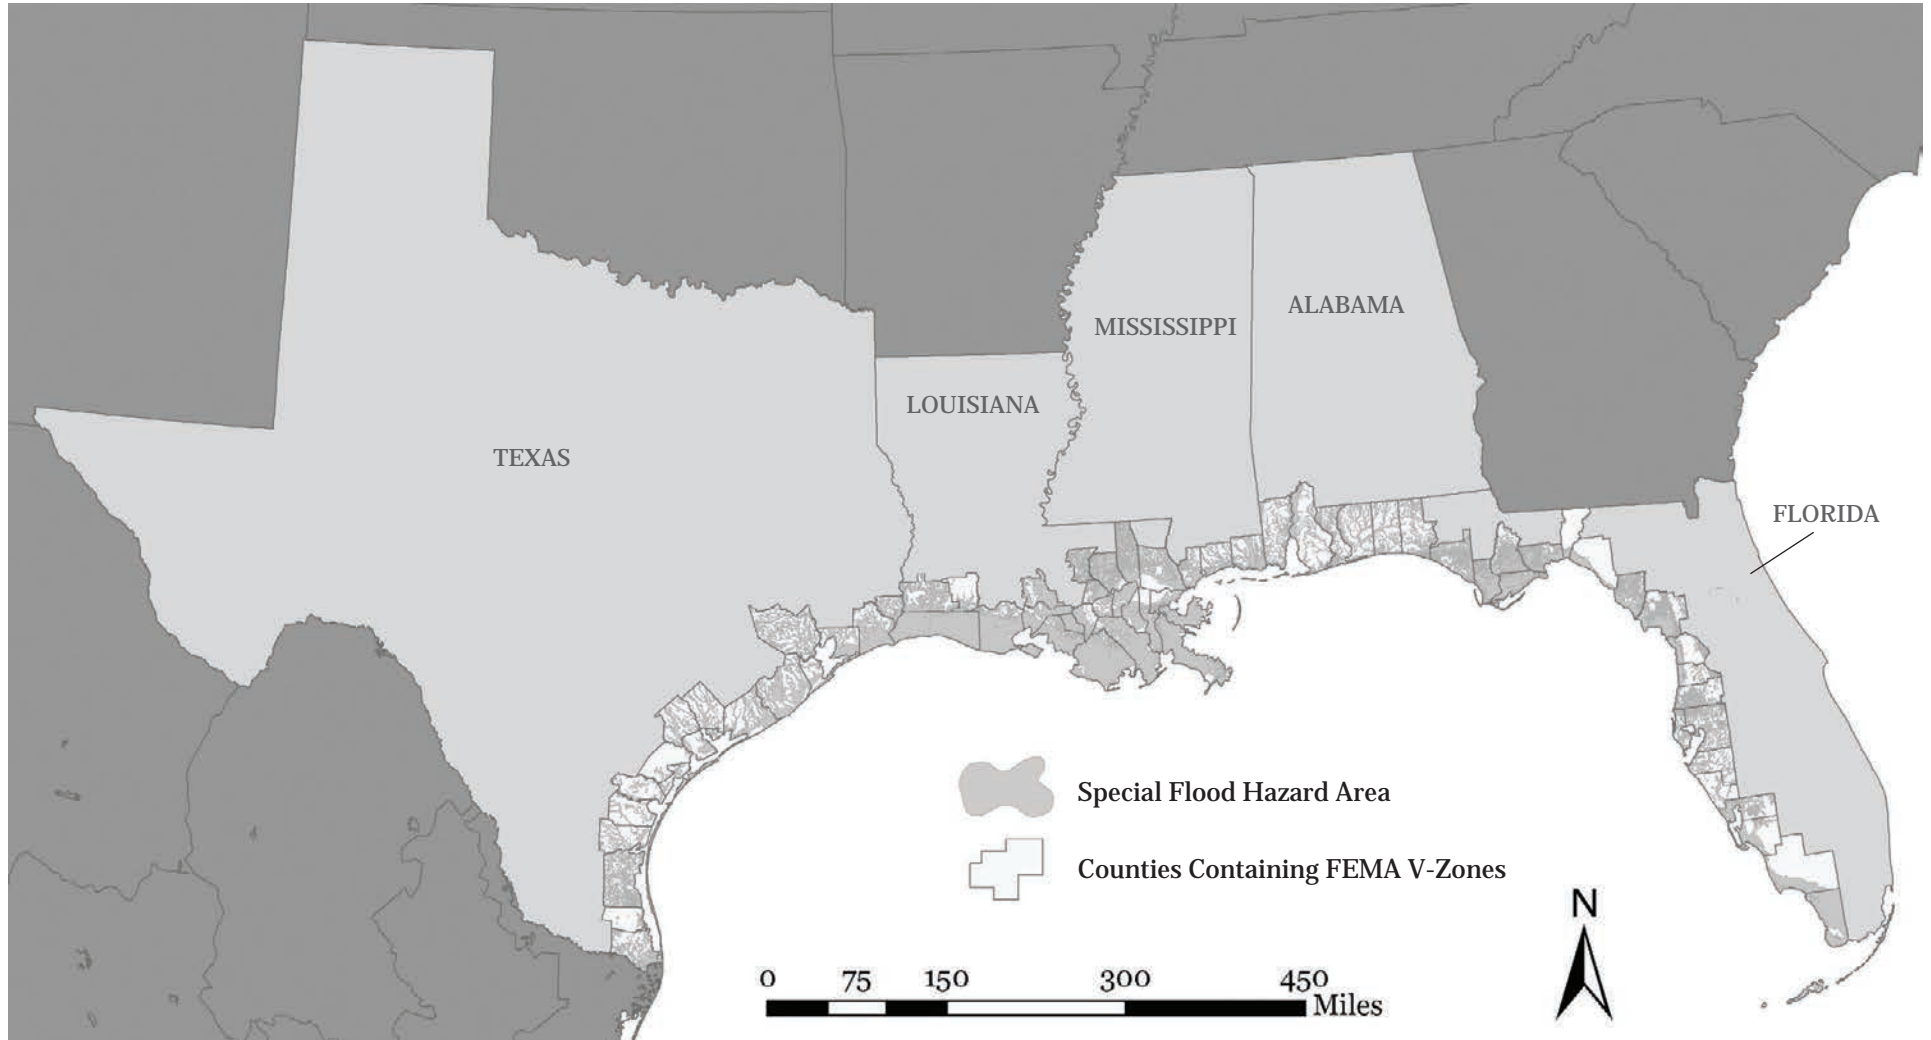 ALABAMA
MISSISSIPPI
LOUISIANA
TEXAS
FLORIDA
Special Flood Hazard Area
Counties Containing FEMA V-Zones
N
0 75 150 300 450
Miles